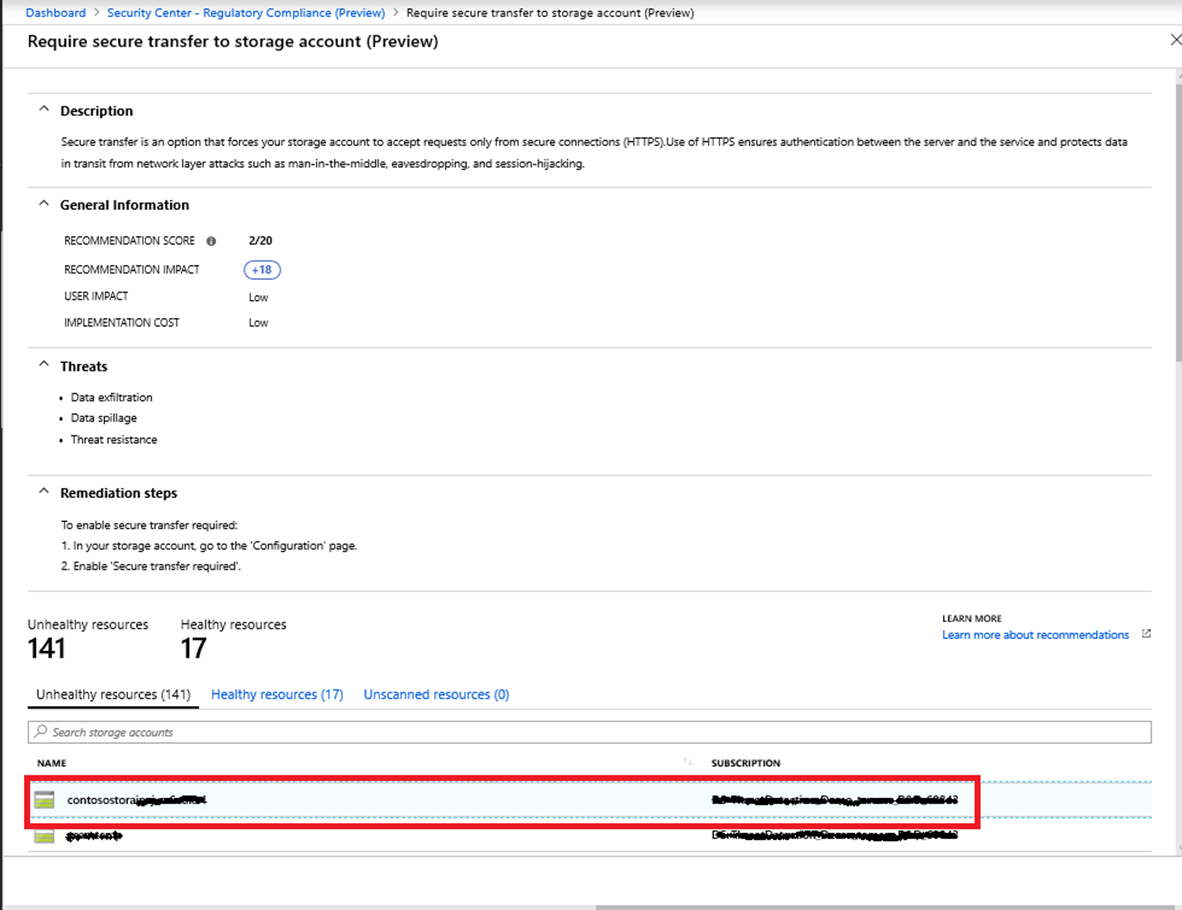 Dashboard > Security Center - Regulatory Compliance (Preview) > Require secure transfer to storage account (Preview)
Require secure transfer to storage account (Preview)
Description
Secure transfer is an option that forces your storage account to accept requests only from secure connections (HTTPS).Use of HTTPS ensures authentication between the server and the service and protects data
in transit from network layer attacks such as man-in-the-middle, eavesdropping, and session-hijacking.
General Information
RECOMMENDATION SCORE 2/20
RECOMMENDATION IMPACT +18
USER IMPACT Low
IMPLEMENTATION COST Low
Threats
• Data exfiltration
• Data spillage
• Threat resistance
Remediation steps
To enable secure transfer required:
1. In your storage account, go to the 'Configuration' page.
2. Enable 'Secure transfer required'.
Unhealthy resources Healthy resources
141 17
LEARN MORE
Learn more about recommendations
Unhealthy resources (141) Healthy resources (17) Unscanned resources (0)
Search storage accounts
NAME SUBSCRIPTION